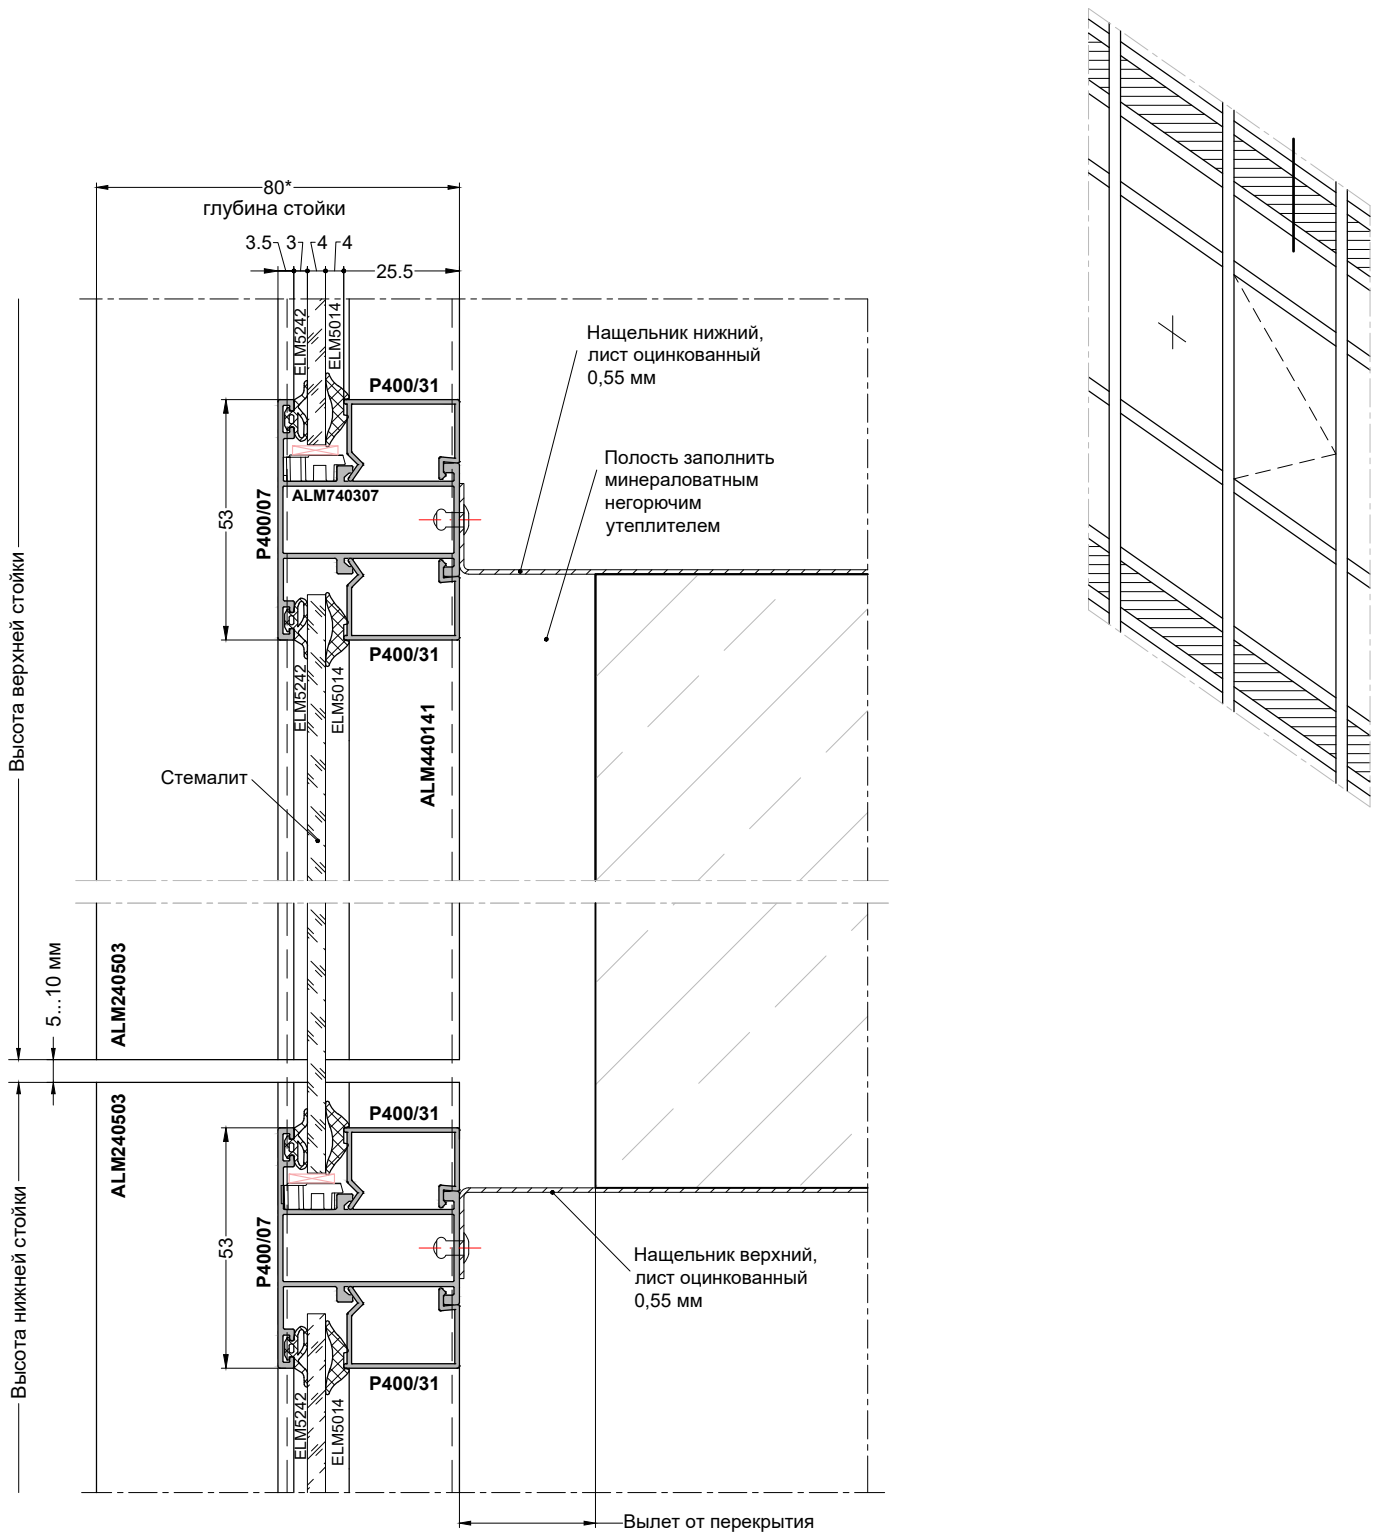 80*
глубина стойки
3.5 3 4 4
25.5
ELM5242
ELM5014
P400/31
Нащельник нижний,
лист оцинкованный
0,55 мм
Полость заполнить
минераловатным
негорючим
утеплителем
53
P400/07
ALM740307
P400/31
ELM5242
ELM5014
ALM440141
Высота верхней стойки
Стемалит
ALM240503
5...10 мм
ALM240503
P400/31
53
P400/07
Нащельник верхний,
лист оцинкованный
0,55 мм
P400/31
ELM5242
ELM5014
Высота нижней стойки
Вылет от перекрытия